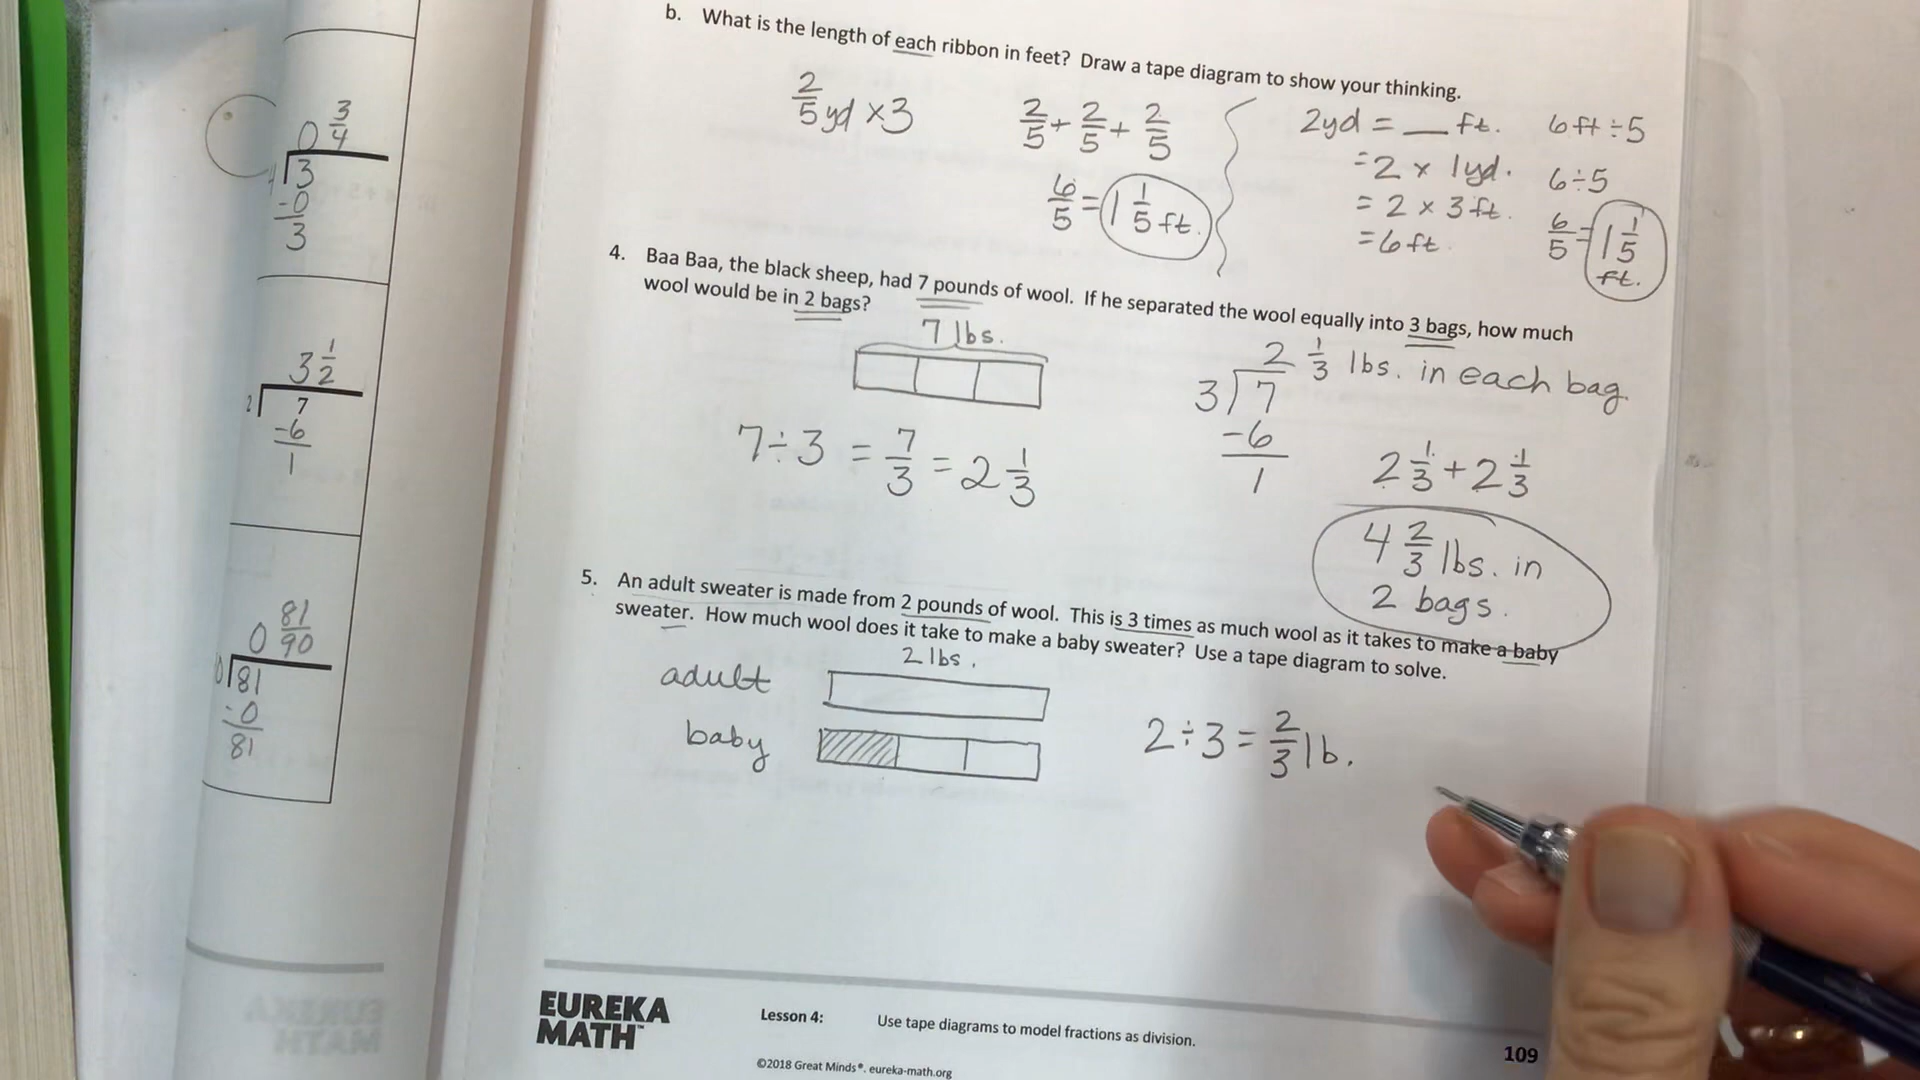 0 3/4
3
-0
3
3 1/2
2 7
-6
1
0 81/90
81
-0
81
b. What is the length of each ribbon in feet? Draw a tape diagram to show your thinking.
2/5 yd ×3
2/5 + 2/5 + 2/5
6/5 = 1 1/5 ft.
2yd = __ ft.
= 2 × 1yd.
= 2 × 3ft.
= 6ft.
6ft ÷ 5
6 ÷ 5
6/5 = 1 1/5
ft.
4. Baa Baa, the black sheep, had 7 pounds of wool. If he separated the wool equally into 3 bags, how much
wool would be in 2 bags?
7 lbs.
7 ÷ 3 = 7/3 = 2 1/3
2 1/3 lbs. in each bag.
3 7
-6
1
2 1/3 + 2 1/3
4 2/3 lbs. in
2 bags.
5. An adult sweater is made from 2 pounds of wool. This is 3 times as much wool as it takes to make a baby
sweater. How much wool does it take to make a baby sweater? Use a tape diagram to solve.
2 lbs.
adult
baby
2 ÷ 3 = 2/3 lb.
EUREKA
MATH™
Lesson 4: Use tape diagrams to model fractions as division.
©2018 Great Minds®. eureka-math.org
109